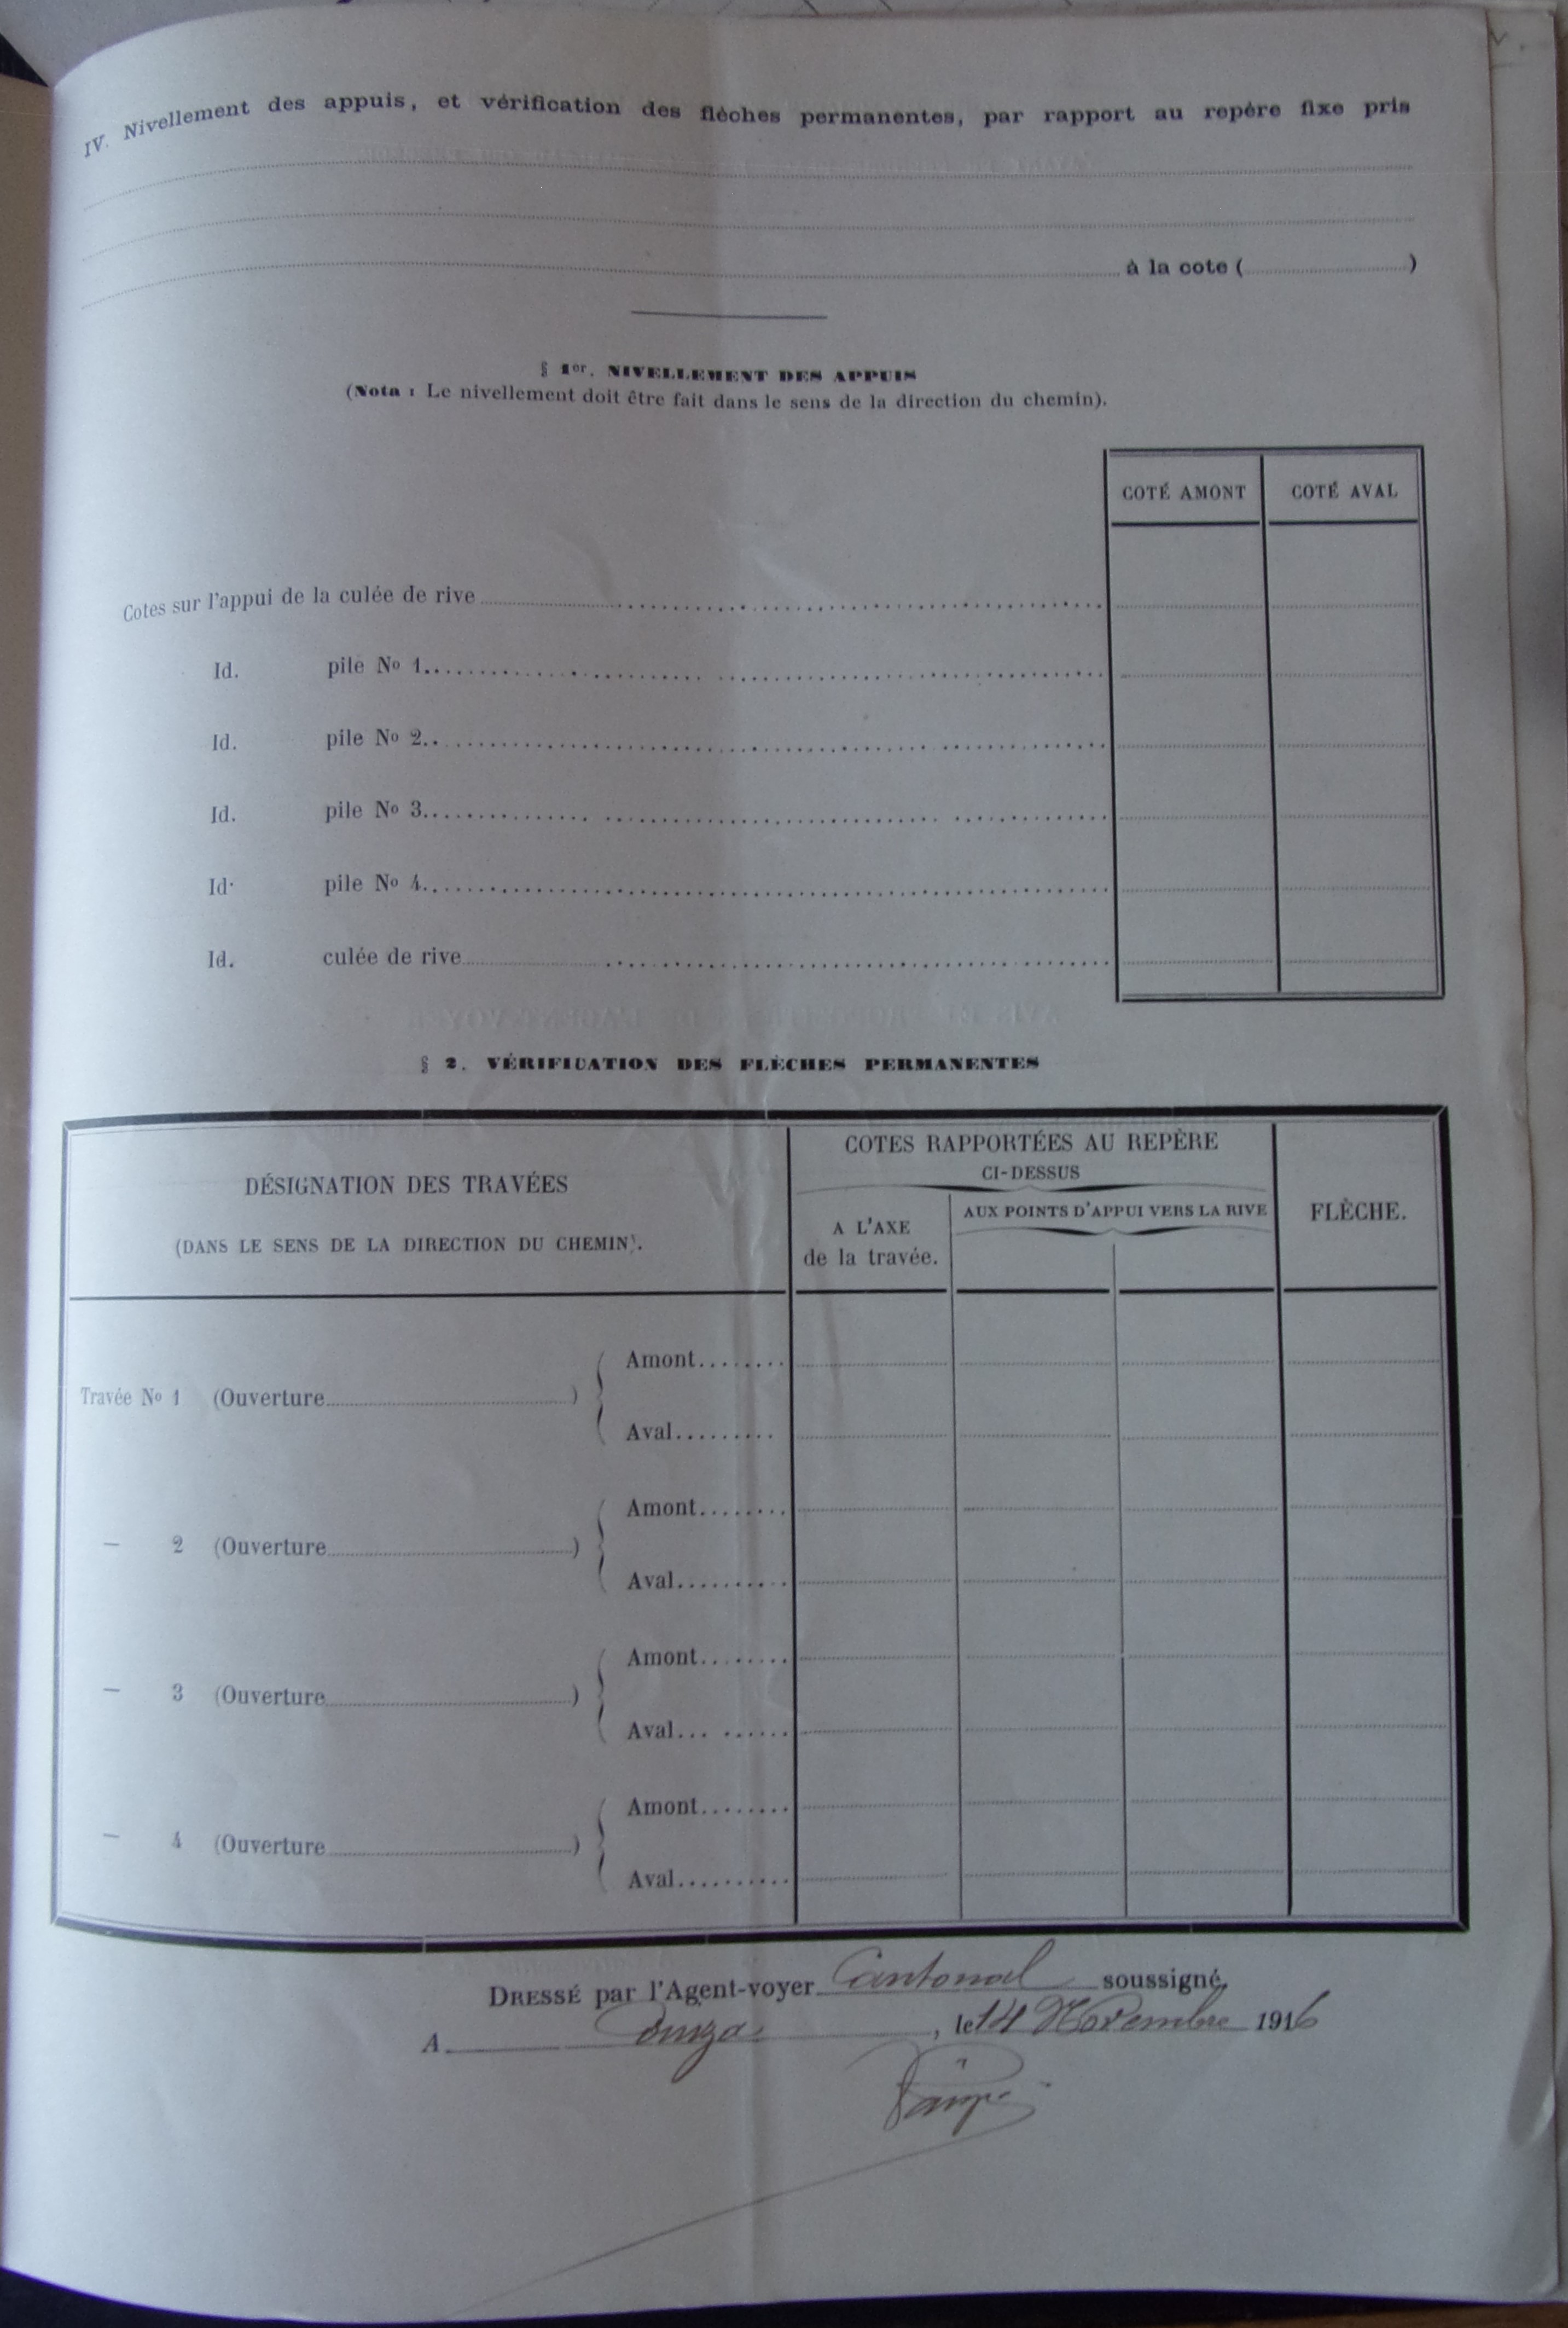 IV. Nivellement des appuis, et vérification des flèches permanentes, par rapport au repère fixe pris
à la cote ( )
§ 1er. NIVELLEMENT DES APPUIS
(Nota : Le nivellement doit être fait dans le sens de la direction du chemin).
COTÉ AMONT COTÉ AVAL
Cotes sur l'appui de la culée de rive
Id. pile No 1
Id. pile No 2
Id. pile No 3
Id. pile No 4
Id. culée de rive
§ 2. VÉRIFICATION DES FLÈCHES PERMANENTES
DÉSIGNATION DES TRAVÉES
(DANS LE SENS DE LA DIRECTION DU CHEMIN).
COTES RAPPORTÉES AU REPÈRE
CI-DESSUS
A L'AXE
de la travée.
AUX POINTS D'APPUI VERS LA RIVE
FLÈCHE.
Travée No 1 (Ouverture )
Amont
Aval
— 2 (Ouverture )
Amont
Aval
— 3 (Ouverture )
Amont
Aval
— 4 (Ouverture )
Amont
Aval
DRESSÉ par l'Agent-voyer Cantonal soussigné,
A , le 14 Novembre 1916